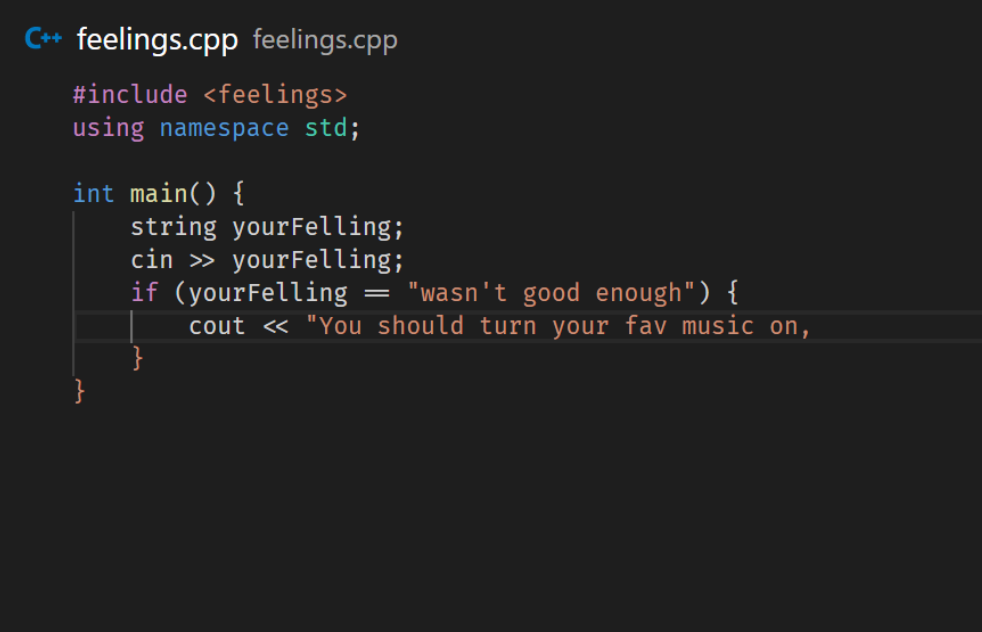 C++ feelings.cpp feelings.cpp
#include <feelings>
using namespace std;
int main() {
string yourFelling;
cin >> yourFelling;
if (yourFelling == "wasn't good enough") {
cout << "You should turn your fav music on,
}
}